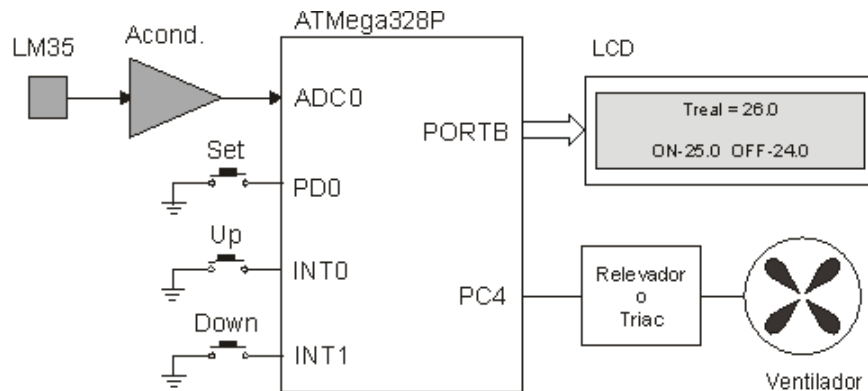 ATMega328P
LM35
Acond.
LCD
ADC0
Treal = 26.0
PORTB
ON-25.0 OFF-24.0
Set
PD0
Up
INT0
PC4
Relevador
o
Triac
Down
INT1
Ventilador